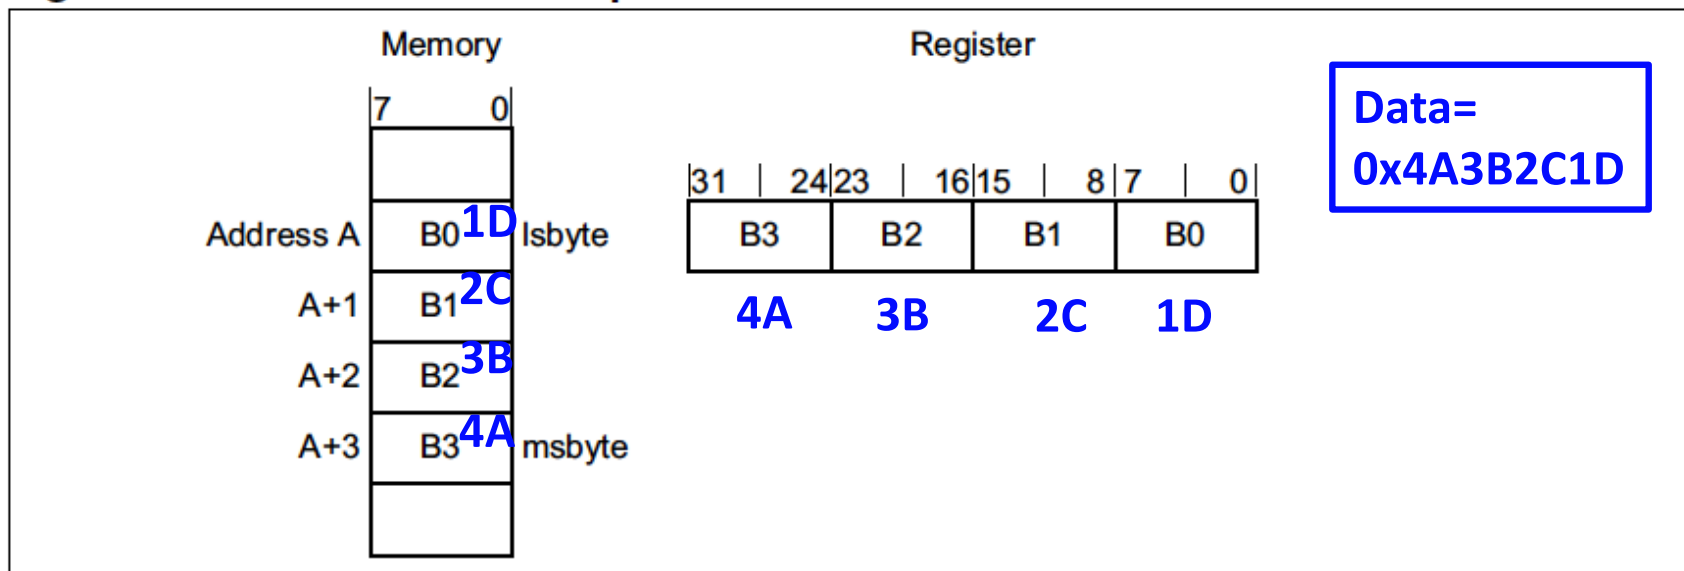 Memory
Register
7 0
Data=
0x4A3B2C1D
31 24 23 16 15 8 7 0
Address A B0 1D lsbyte
B3 B2 B1 B0
A+1 B1 2C
4A 3B 2C 1D
A+2 B2 3B
A+3 B3 4A msbyte